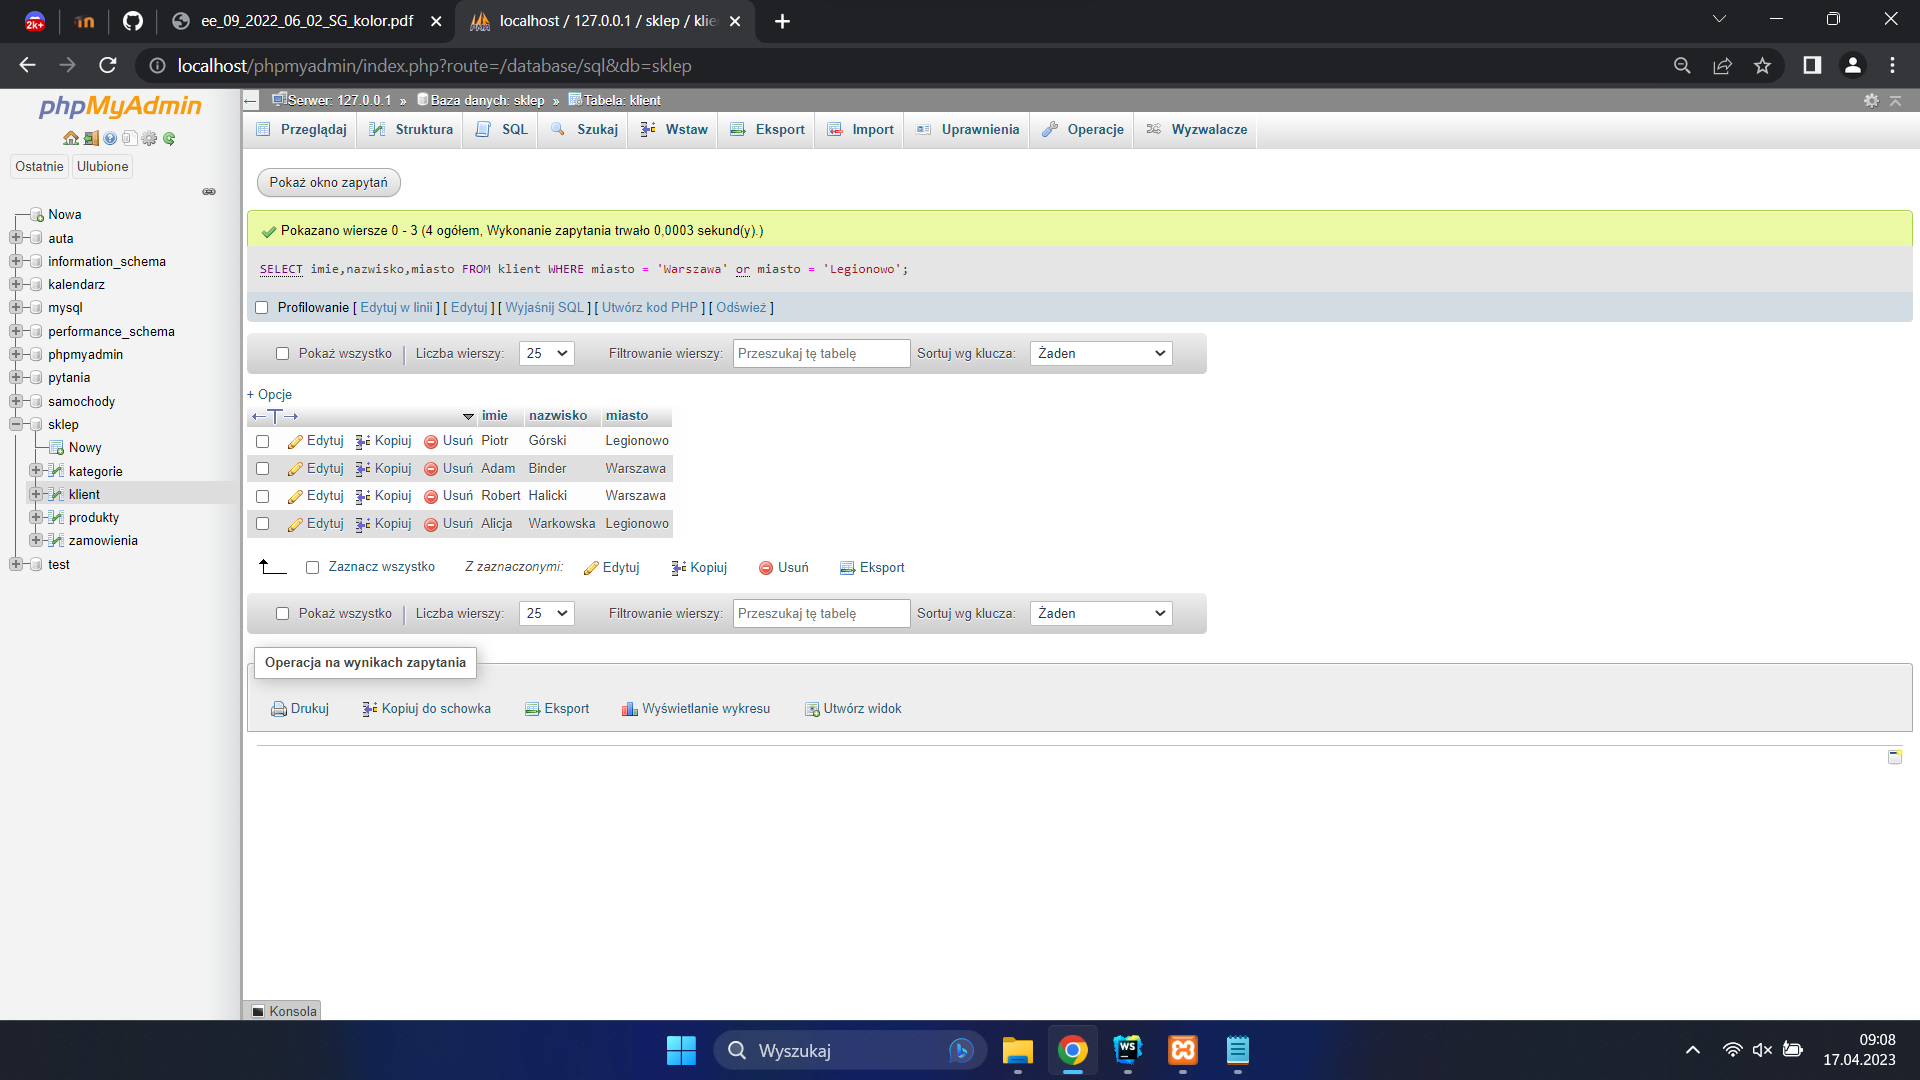 2k+
in
ee_09_2022_06_02_SG_kolor.pdf
localhost / 127.0.0.1 / sklep / klie
localhost/phpmyadmin/index.php?route=/database/sql&db=sklep
phpMyAdmin
Ostatnie Ulubione
Nowa
auta
information_schema
kalendarz
mysql
performance_schema
phpmyadmin
pytania
samochody
sklep
Nowy
kategorie
klient
produkty
zamowienia
test
Serwer: 127.0.0.1 » Baza danych: sklep » Tabela: klient
Przeglądaj Struktura SQL Szukaj Wstaw Eksport Import Uprawnienia Operacje Wyzwalacze
Pokaż okno zapytań
Pokazano wiersze 0 - 3 (4 ogółem, Wykonanie zapytania trwało 0,0003 sekund(y).)
SELECT imie,nazwisko,miasto FROM klient WHERE miasto = 'Warszawa' or miasto = 'Legionowo';
Profilowanie [ Edytuj w linii ] [ Edytuj ] [ Wyjaśnij SQL ] [ Utwórz kod PHP ] [ Odśwież ]
Pokaż wszystko | Liczba wierszy: 25 Filtrowanie wierszy: Przeszukaj tę tabelę Sortuj wg klucza: Żaden
+ Opcje
←T→ imie nazwisko miasto
Edytuj Kopiuj Usuń Piotr Górski Legionowo
Edytuj Kopiuj Usuń Adam Binder Warszawa
Edytuj Kopiuj Usuń Robert Halicki Warszawa
Edytuj Kopiuj Usuń Alicja Warkowska Legionowo
Zaznacz wszystko Z zaznaczonymi: Edytuj Kopiuj Usuń Eksport
Pokaż wszystko | Liczba wierszy: 25 Filtrowanie wierszy: Przeszukaj tę tabelę Sortuj wg klucza: Żaden
Operacja na wynikach zapytania
Drukuj Kopiuj do schowka Eksport Wyświetlanie wykresu Utwórz widok
Konsola
Wyszukaj
WS
09:08
17.04.2023